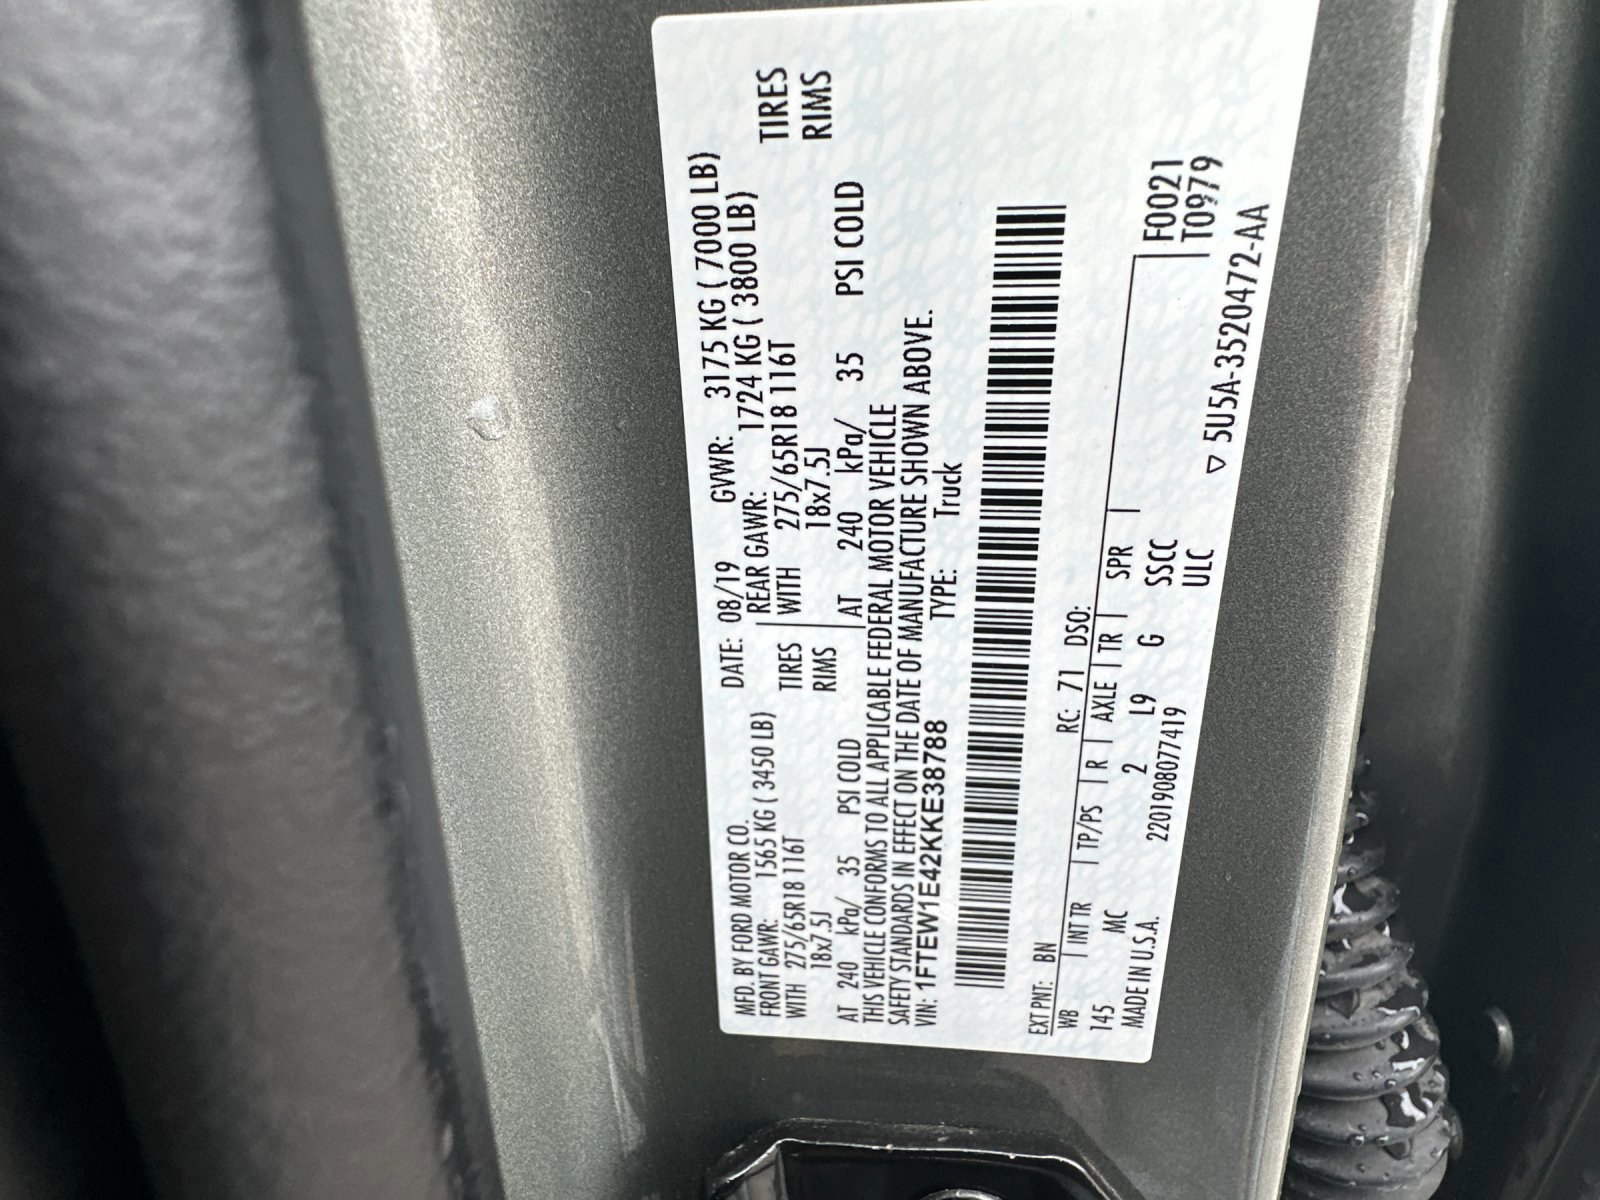 MFD. BY FORD MOTOR CO.
DATE: 08/19 GVWR: 3175 KG ( 7000 LB)
FRONT GAWR: 1565 KG ( 3450 LB) REAR GAWR: 1724 KG ( 3800 LB)
WITH 275/65R18 116T TIRES WITH 275/65R18 116T TIRES
18x7.5J RIMS 18x7.5J RIMS
AT 240 kPa/ 35 PSI COLD AT 240 kPa/ 35 PSI COLD
THIS VEHICLE CONFORMS TO ALL APPLICABLE FEDERAL MOTOR VEHICLE
SAFETY STANDARDS IN EFFECT ON THE DATE OF MANUFACTURE SHOWN ABOVE.
VIN: 1FTEW1E42KKE38788 TYPE: Truck
EXT PNT: BN RC: 71 DSO:
WB INT TR TP/PS R AXLE TR SPR F0021
145 MC 2 L9 G SSCC T0979
MADE IN U.S.A. 220190807​7419 ULC
▽ 5U5A-3520472-AA